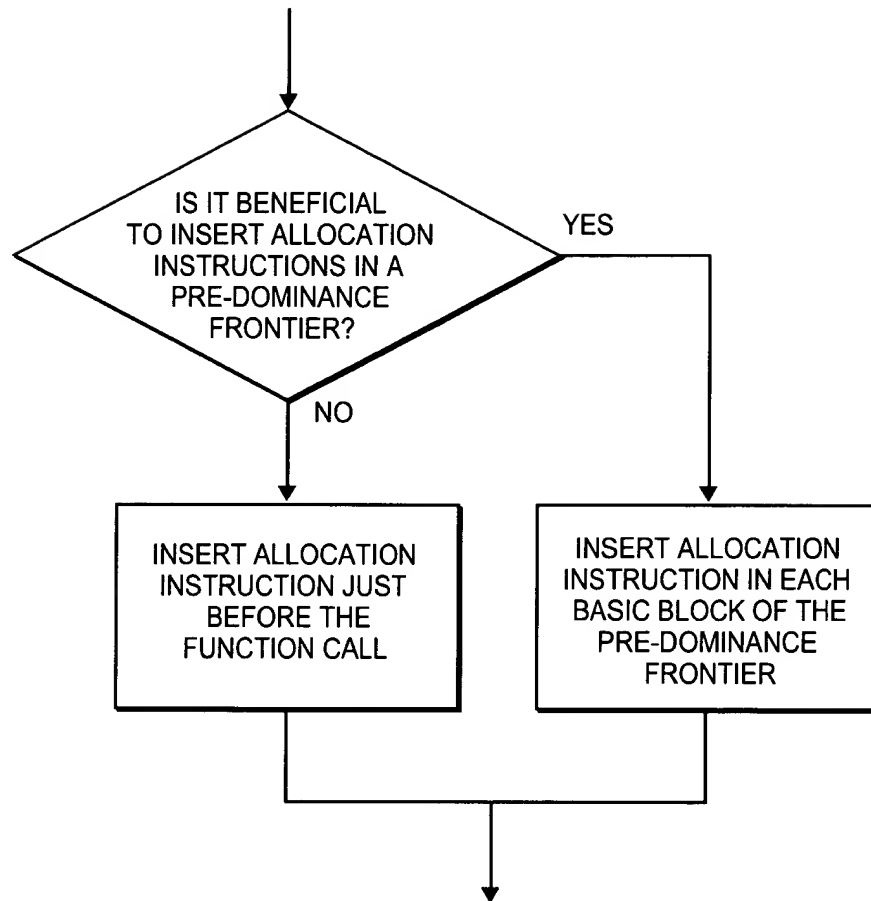 IS IT BENEFICIAL
TO INSERT ALLOCATION
INSTRUCTIONS IN A
PRE-DOMINANCE
FRONTIER?
YES
NO
INSERT ALLOCATION
INSTRUCTION JUST
BEFORE THE
FUNCTION CALL
INSERT ALLOCATION
INSTRUCTION IN EACH
BASIC BLOCK OF THE
PRE-DOMINANCE
FRONTIER